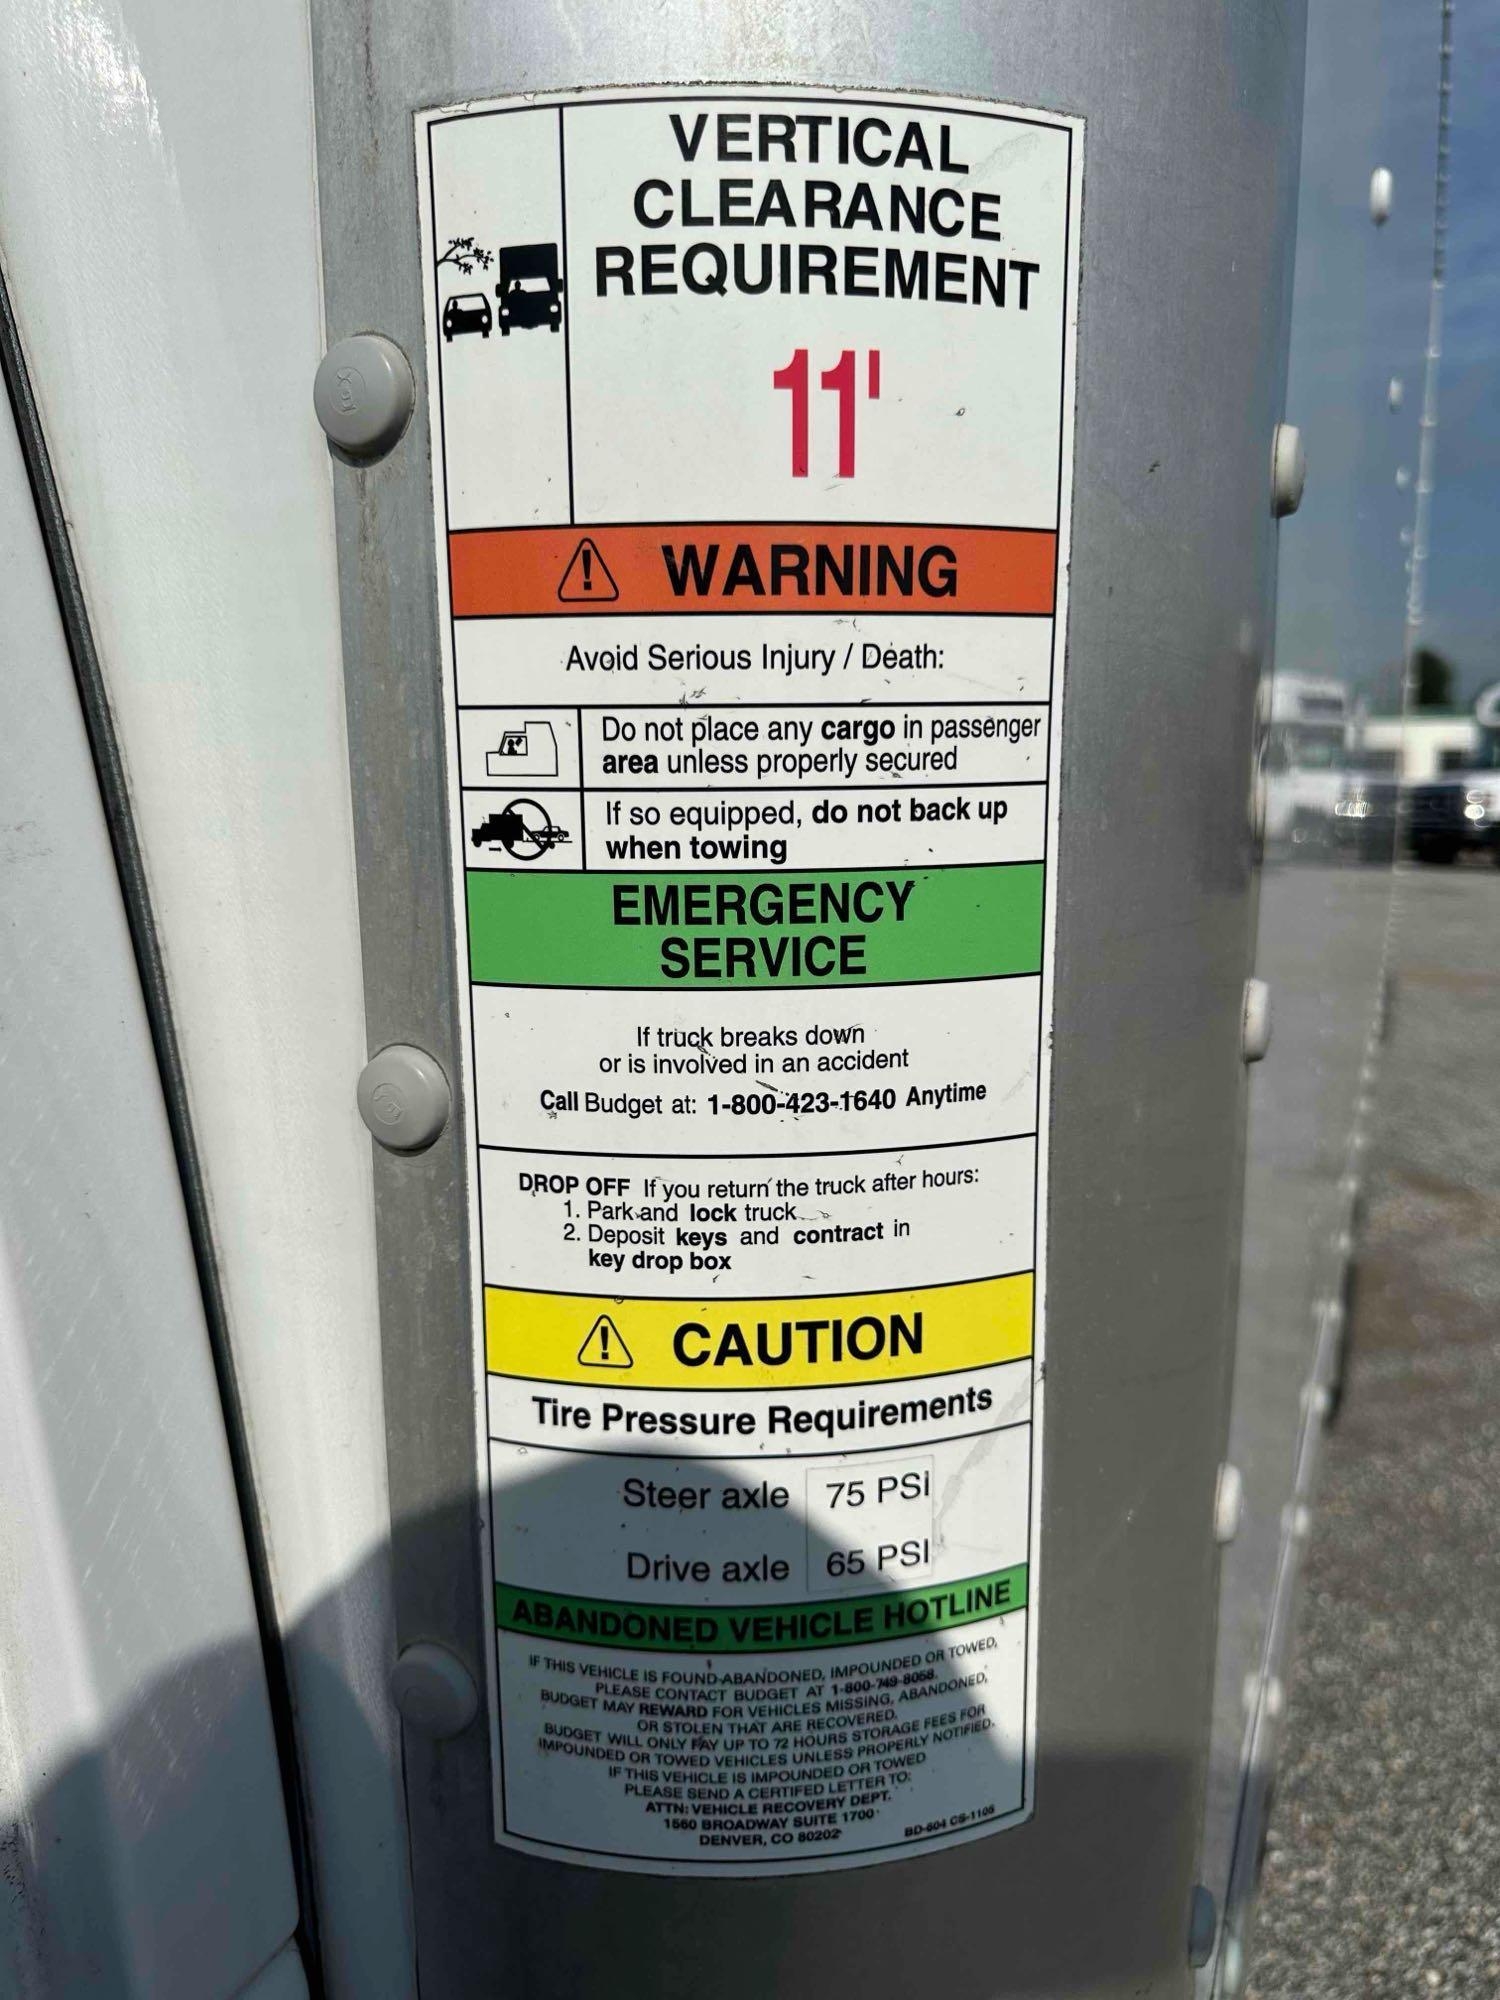 VERTICAL
CLEARANCE
REQUIREMENT
11'
WARNING
Avoid Serious Injury / Death:
Do not place any cargo in passenger
area unless properly secured
If so equipped, do not back up
when towing
EMERGENCY
SERVICE
If truck breaks down
or is involved in an accident
Call Budget at: 1-800-423-1640 Anytime
DROP OFF If you return the truck after hours:
1. Park and lock truck
2. Deposit keys and contract in
key drop box
CAUTION
Tire Pressure Requirements
Steer axle 75 PSI
Drive axle 65 PSI
ABANDONED VEHICLE HOTLINE
IF THIS VEHICLE IS FOUND ABANDONED, IMPOUNDED OR TOWED,
PLEASE CONTACT BUDGET AT 1-800-749-8058.
BUDGET MAY REWARD FOR VEHICLES MISSING, ABANDONED,
OR STOLEN THAT ARE RECOVERED.
BUDGET WILL ONLY PAY UP TO 72 HOURS STORAGE FEES FOR
IMPOUNDED OR TOWED VEHICLES UNLESS PROPERLY NOTIFIED.
IF THIS VEHICLE IS IMPOUNDED OR TOWED
PLEASE SEND A CERTIFED LETTER TO:
ATTN: VEHICLE RECOVERY DEPT.
1560 BROADWAY SUITE 1700
DENVER, CO 80202
BD-604 CS-1105